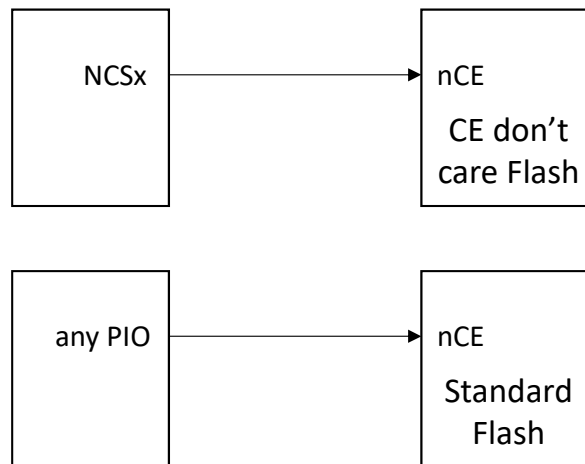 NCSx
nCE
CE don’t
care Flash
any PIO
nCE
Standard
Flash